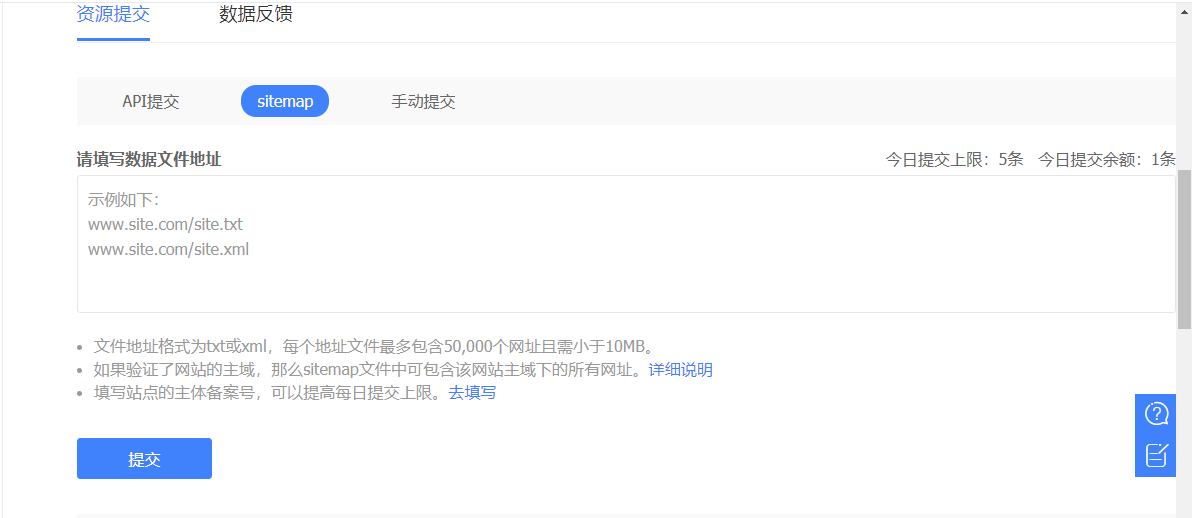 资源提交 数据反馈
API提交 sitemap 手动提交
请填写数据文件地址 今日提交上限：5条 今日提交余额：1条
示例如下：
www.site.com/site.txt
www.site.com/site.xml
文件地址格式为txt或xml，每个地址文件最多包含50,000个网址且需小于10MB。
如果验证了网站的主域，那么sitemap文件中可包含该网站主域下的所有网址。详细说明
填写站点的主体备案号，可以提高每日提交上限。去填写
提交